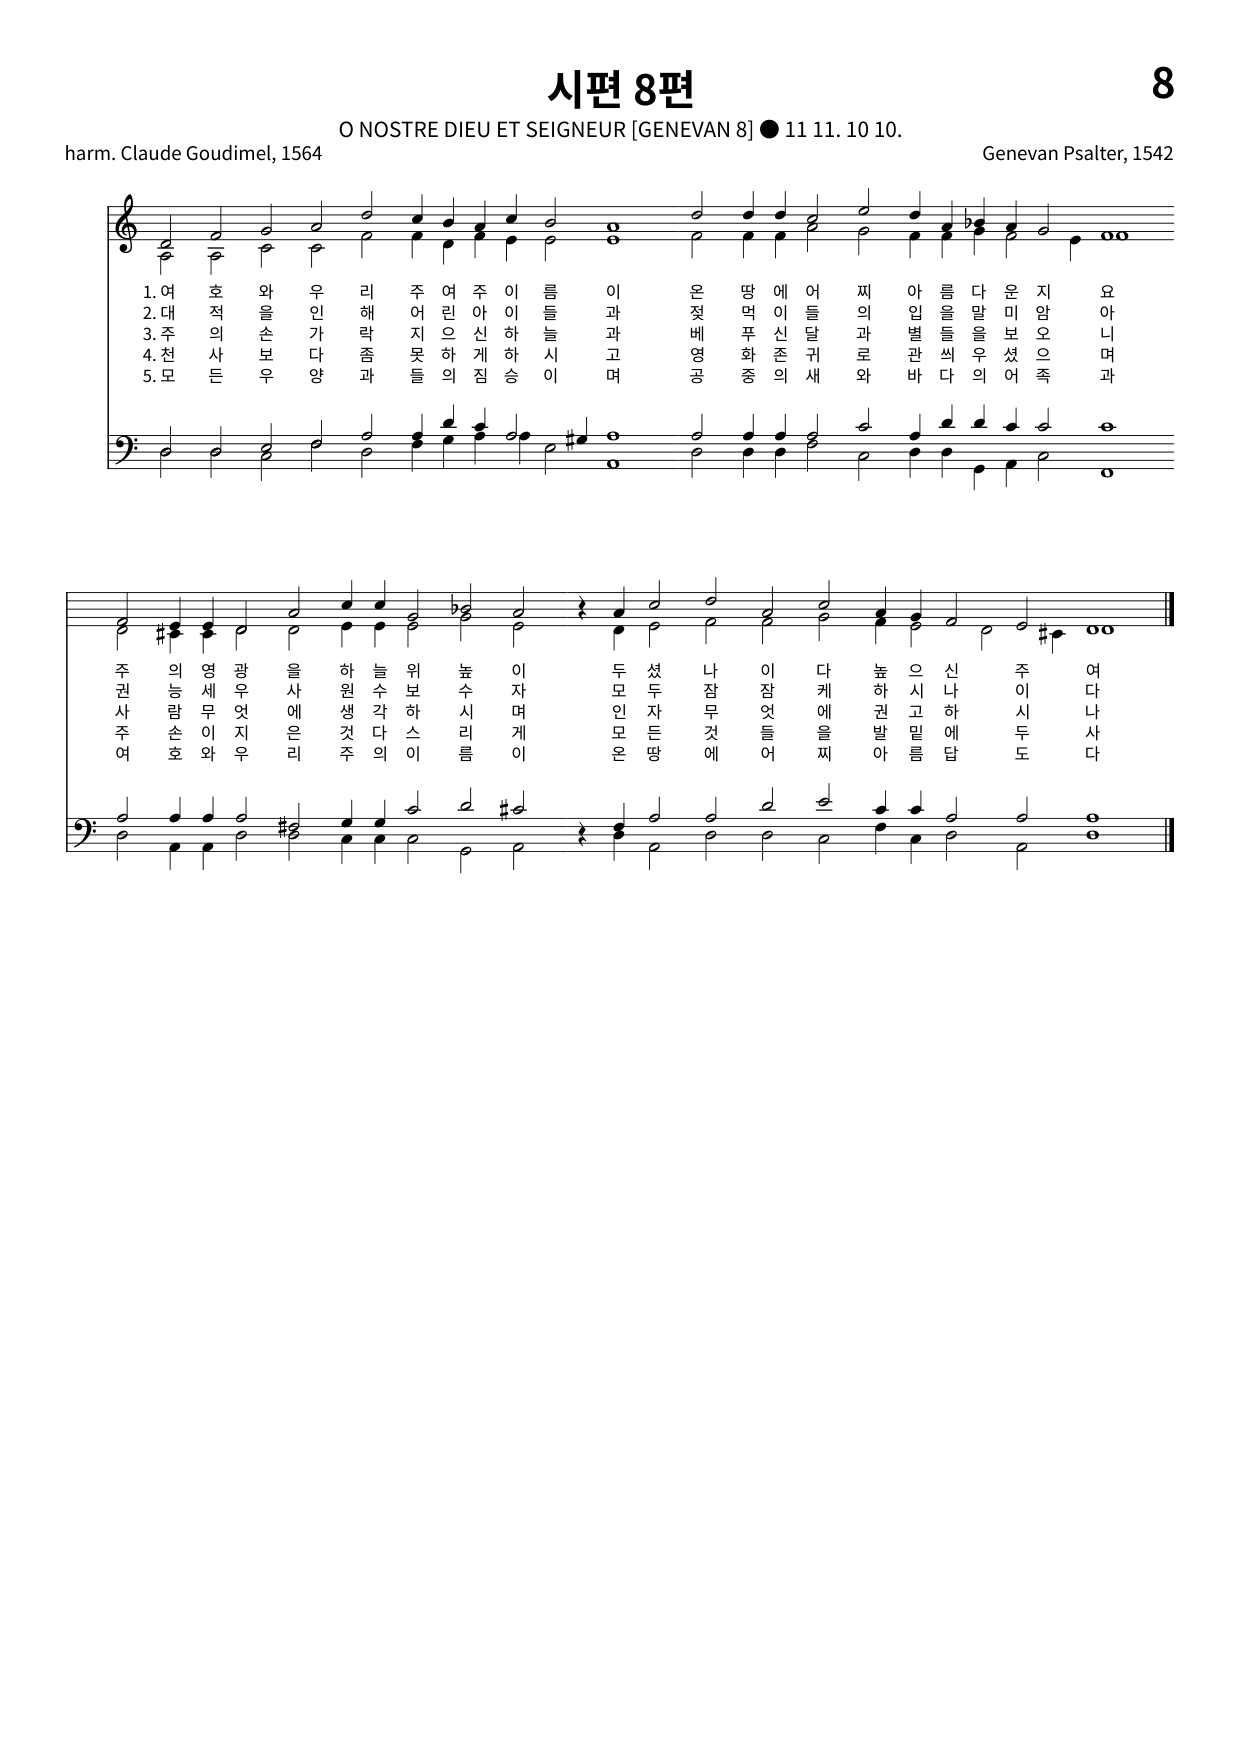 시편 8편
8
O NOSTRE DIEU ET SEIGNEUR [GENEVAN 8] ● 11 11. 10 10.
harm. Claude Goudimel, 1564
Genevan Psalter, 1542
1. 여 호 와 우 리 주 여 주 이 름 이 온 땅 에 어 찌 아 름 다 운 지 요
2. 대 적 을 인 해 어 린 아 이 들 과 젖 먹 이 들 의 입 을 말 미 암 아
3. 주 의 손 가 락 지 으 신 하 늘 과 베 푸 신 달 과 별 들 을 보 오 니
4. 천 사 보 다 좀 못 하 게 하 시 고 영 화 존 귀 로 관 씌 우 셨 으 며
5. 모 든 우 양 과 들 의 짐 승 이 며 공 중 의 새 와 바 다 의 어 족 과
주 의 영 광 을 하 늘 위 높 이 두 셨 나 이 다 높 으 신 주 여
권 능 세 우 사 원 수 보 수 자 모 두 잠 잠 케 하 시 나 이 다
사 람 무 엇 에 생 각 하 시 며 인 자 무 엇 에 권 고 하 시 나
주 손 이 지 은 것 다 스 리 게 모 든 것 들 을 발 밑 에 두 사
여 호 와 우 리 주 의 이 름 이 온 땅 에 어 찌 아 름 답 도 다